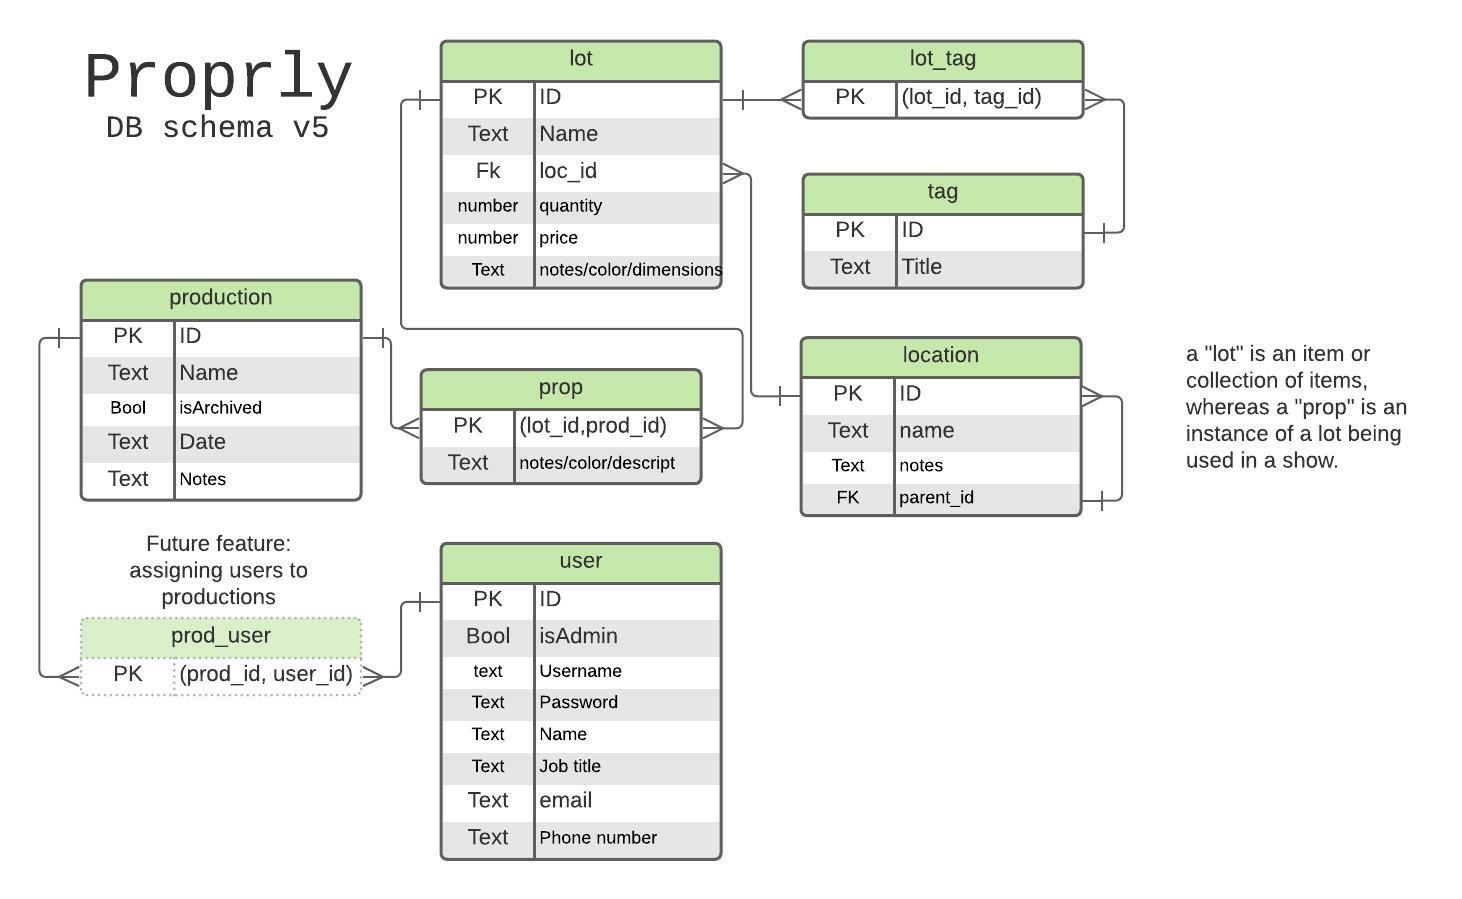 Proprly
DB schema v5
lot
PK ID
Text Name
Fk loc_id
number quantity
number price
Text notes/color/dimensions
lot_tag
PK (lot_id, tag_id)
tag
PK ID
Text Title
production
PK ID
Text Name
Bool isArchived
Text Date
Text Notes
prop
PK (lot_id,prod_id)
Text notes/color/descript
location
PK ID
Text name
Text notes
FK parent_id
a "lot" is an item or
collection of items,
whereas a "prop" is an
instance of a lot being
used in a show.
Future feature:
assigning users to
productions
prod_user
PK (prod_id, user_id)
user
PK ID
Bool isAdmin
text Username
Text Password
Text Name
Text Job title
Text email
Text Phone number